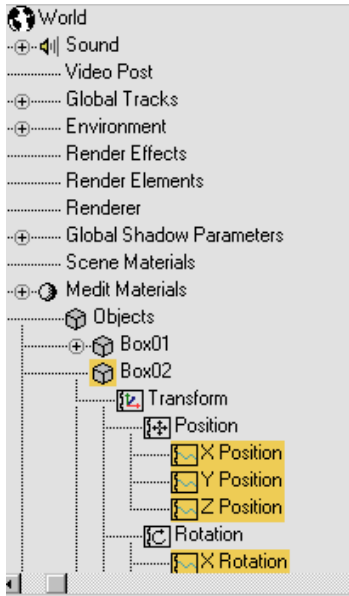 World
Sound
Video Post
Global Tracks
Environment
Render Effects
Render Elements
Renderer
Global Shadow Parameters
Scene Materials
Medit Materials
Objects
Box01
Box02
Transform
Position
X Position
Y Position
Z Position
Rotation
X Rotation